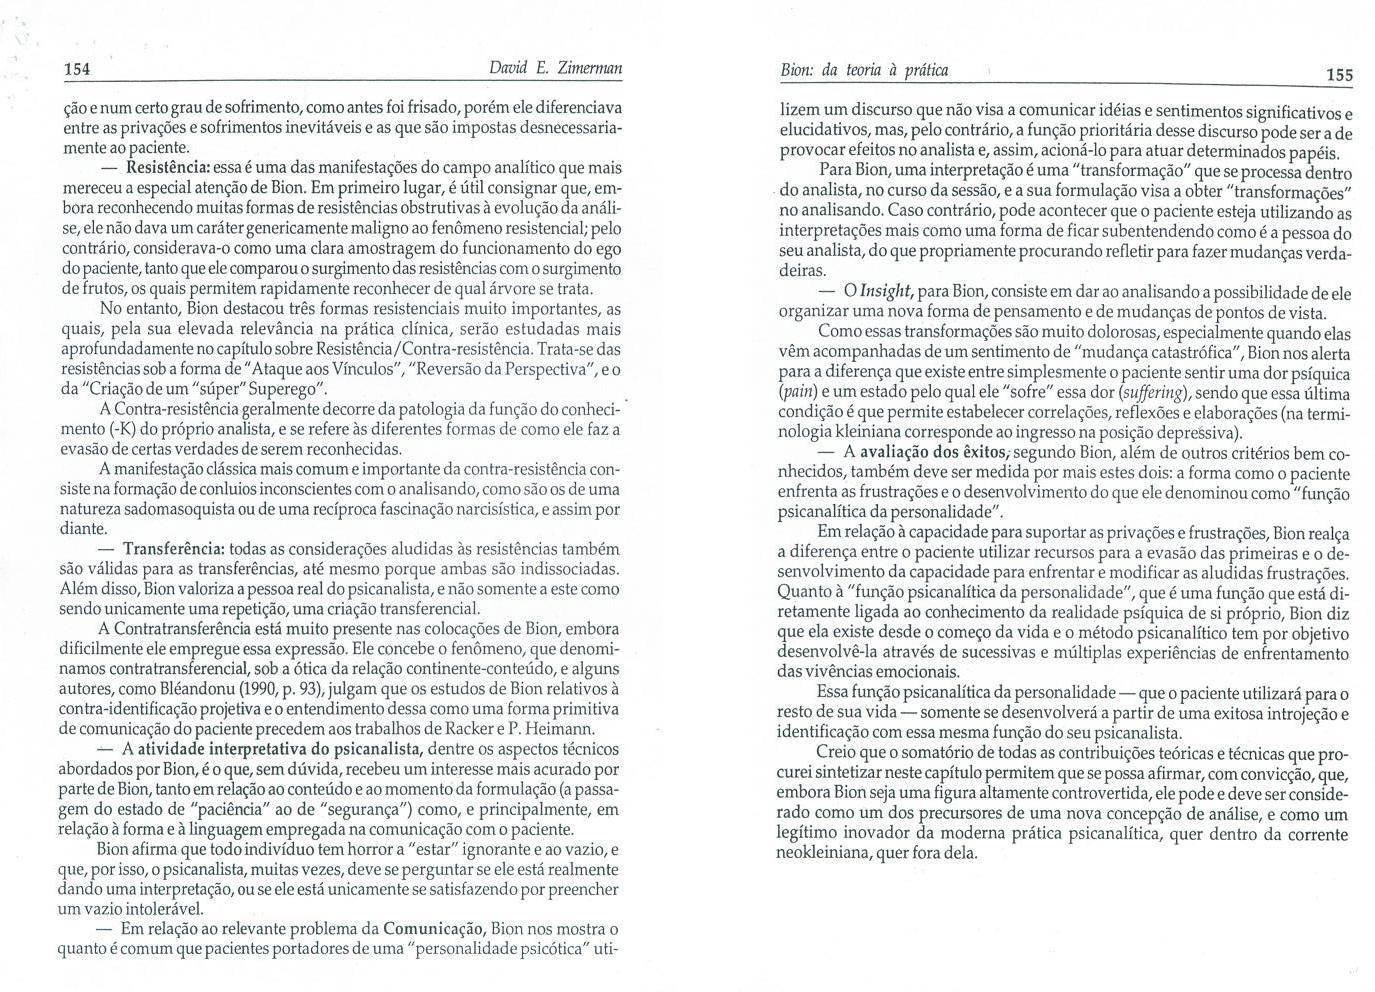 154
David E. Zimerman
ção e num certo grau de sofrimento, como antes foi frisado, porém ele diferenciava
entre as privações e sofrimentos inevitáveis e as que são impostas desnecessaria-
mente ao paciente.
— Resistência: essa é uma das manifestações do campo analítico que mais
mereceu a especial atenção de Bion. Em primeiro lugar, é útil consignar que, em-
bora reconhecendo muitas formas de resistências obstrutivas à evolução da análi-
se, ele não dava um caráter genericamente maligno ao fenômeno resistencial; pelo
contrário, considerava-o como uma clara amostragem do funcionamento do ego
do paciente, tanto que ele comparou o surgimento das resistências com o surgimento
de frutos, os quais permitem rapidamente reconhecer de qual árvore se trata.
No entanto, Bion destacou três formas resistenciais muito importantes, as
quais, pela sua elevada relevância na prática clínica, serão estudadas mais
aprofundadamente no capítulo sobre Resistência/Contra-resistência. Trata-se das
resistências sob a forma de "Ataque aos Vínculos", "Reversão da Perspectiva", e o
da "Criação de um "súper" Superego".
A Contra-resistência geralmente decorre da patologia da função do conheci-
mento (-K) do próprio analista, e se refere às diferentes formas de como ele faz a
evasão de certas verdades de serem reconhecidas.
A manifestação clássica mais comum e importante da contra-resistência con-
siste na formação de conluios inconscientes com o analisando, como são os de uma
natureza sadomasoquista ou de uma recíproca fascinação narcisística, e assim por
diante.
— Transferência: todas as considerações aludidas às resistências também
são válidas para as transferências, até mesmo porque ambas são indissociadas.
Além disso, Bion valoriza a pessoa real do psicanalista, e não somente a este como
sendo unicamente uma repetição, uma criação transferencial.
A Contratransferência está muito presente nas colocações de Bion, embora
dificilmente ele empregue essa expressão. Ele concebe o fenômeno, que denomi-
namos contratransferencial, sob a ótica da relação continente-conteúdo, e alguns
autores, como Bléandonu (1990, p. 93), julgam que os estudos de Bion relativos à
contra-identificação projetiva e o entendimento dessa como uma forma primitiva
de comunicação do paciente precedem aos trabalhos de Racker e P. Heimann.
— A atividade interpretativa do psicanalista, dentre os aspectos técnicos
abordados por Bion, é o que, sem dúvida, recebeu um interesse mais acurado por
parte de Bion, tanto em relação ao conteúdo e ao momento da formulação (a passa-
gem do estado de "paciência" ao de "segurança") como, e principalmente, em
relação à forma e à linguagem empregada na comunicação com o paciente.
Bion afirma que todo indivíduo tem horror a "estar" ignorante e ao vazio, e
que, por isso, o psicanalista, muitas vezes, deve se perguntar se ele está realmente
dando uma interpretação, ou se ele está unicamente se satisfazendo por preencher
um vazio intolerável.
— Em relação ao relevante problema da Comunicação, Bion nos mostra o
quanto é comum que pacientes portadores de uma "personalidade psicótica" uti-
Bion: da teoria à prática
155
lizem um discurso que não visa a comunicar idéias e sentimentos significativos e
elucidativos, mas, pelo contrário, a função prioritária desse discurso pode ser a de
provocar efeitos no analista e, assim, acioná-lo para atuar determinados papéis.
Para Bion, uma interpretação é uma "transformação" que se processa dentro
do analista, no curso da sessão, e a sua formulação visa a obter "transformações"
no analisando. Caso contrário, pode acontecer que o paciente esteja utilizando as
interpretações mais como uma forma de ficar subentendendo como é a pessoa do
seu analista, do que propriamente procurando refletir para fazer mudanças verda-
deiras.
— O Insight, para Bion, consiste em dar ao analisando a possibilidade de ele
organizar uma nova forma de pensamento e de mudanças de pontos de vista.
Como essas transformações são muito dolorosas, especialmente quando elas
vêm acompanhadas de um sentimento de "mudança catastrófica", Bion nos alerta
para a diferença que existe entre simplesmente o paciente sentir uma dor psíquica
(pain) e um estado pelo qual ele "sofre" essa dor (suffering), sendo que essa última
condição é que permite estabelecer correlações, reflexões e elaborações (na termi-
nologia kleiniana corresponde ao ingresso na posição depressiva).
— A avaliação dos êxitos, segundo Bion, além de outros critérios bem co-
nhecidos, também deve ser medida por mais estes dois: a forma como o paciente
enfrenta as frustrações e o desenvolvimento do que ele denominou como "função
psicanalítica da personalidade".
Em relação à capacidade para suportar as privações e frustrações, Bion realça
a diferença entre o paciente utilizar recursos para a evasão das primeiras e o de-
senvolvimento da capacidade para enfrentar e modificar as aludidas frustrações.
Quanto à "função psicanalítica da personalidade", que é uma função que está di-
retamente ligada ao conhecimento da realidade psíquica de si próprio, Bion diz
que ela existe desde o começo da vida e o método psicanalítico tem por objetivo
desenvolvê-la através de sucessivas e múltiplas experiências de enfrentamento
das vivências emocionais.
Essa função psicanalítica da personalidade — que o paciente utilizará para o
resto de sua vida — somente se desenvolverá a partir de uma exitosa introjeção e
identificação com essa mesma função do seu psicanalista.
Creio que o somatório de todas as contribuições teóricas e técnicas que pro-
curei sintetizar neste capítulo permitem que se possa afirmar, com convicção, que,
embora Bion seja uma figura altamente controvertida, ele pode e deve ser conside-
rado como um dos precursores de uma nova concepção de análise, e como um
legítimo inovador da moderna prática psicanalítica, quer dentro da corrente
neokleiniana, quer fora dela.